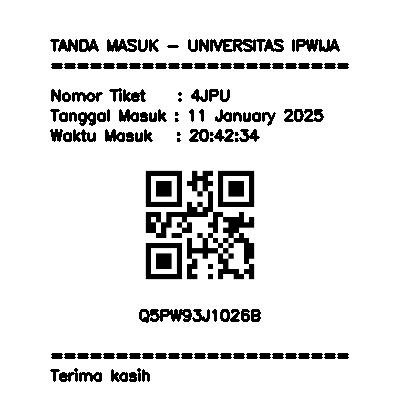 TANDA MASUK - UNIVERSITAS IPWIJA
=======================
Nomor Tiket : 4JPU
Tanggal Masuk : 11 January 2025
Waktu Masuk : 20:42:34
Q5PW93J1026B
=======================
Terima kasih